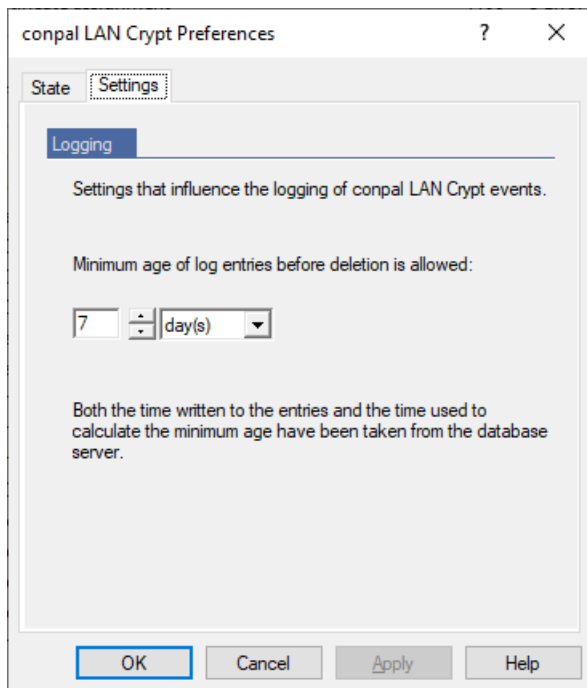 conpal LAN Crypt Preferences
?
State
Settings
Logging
Settings that influence the logging of conpal LAN Crypt events.
Minimum age of log entries before deletion is allowed:
7
day(s)
Both the time written to the entries and the time used to
calculate the minimum age have been taken from the database
server.
OK
Cancel
Apply
Help